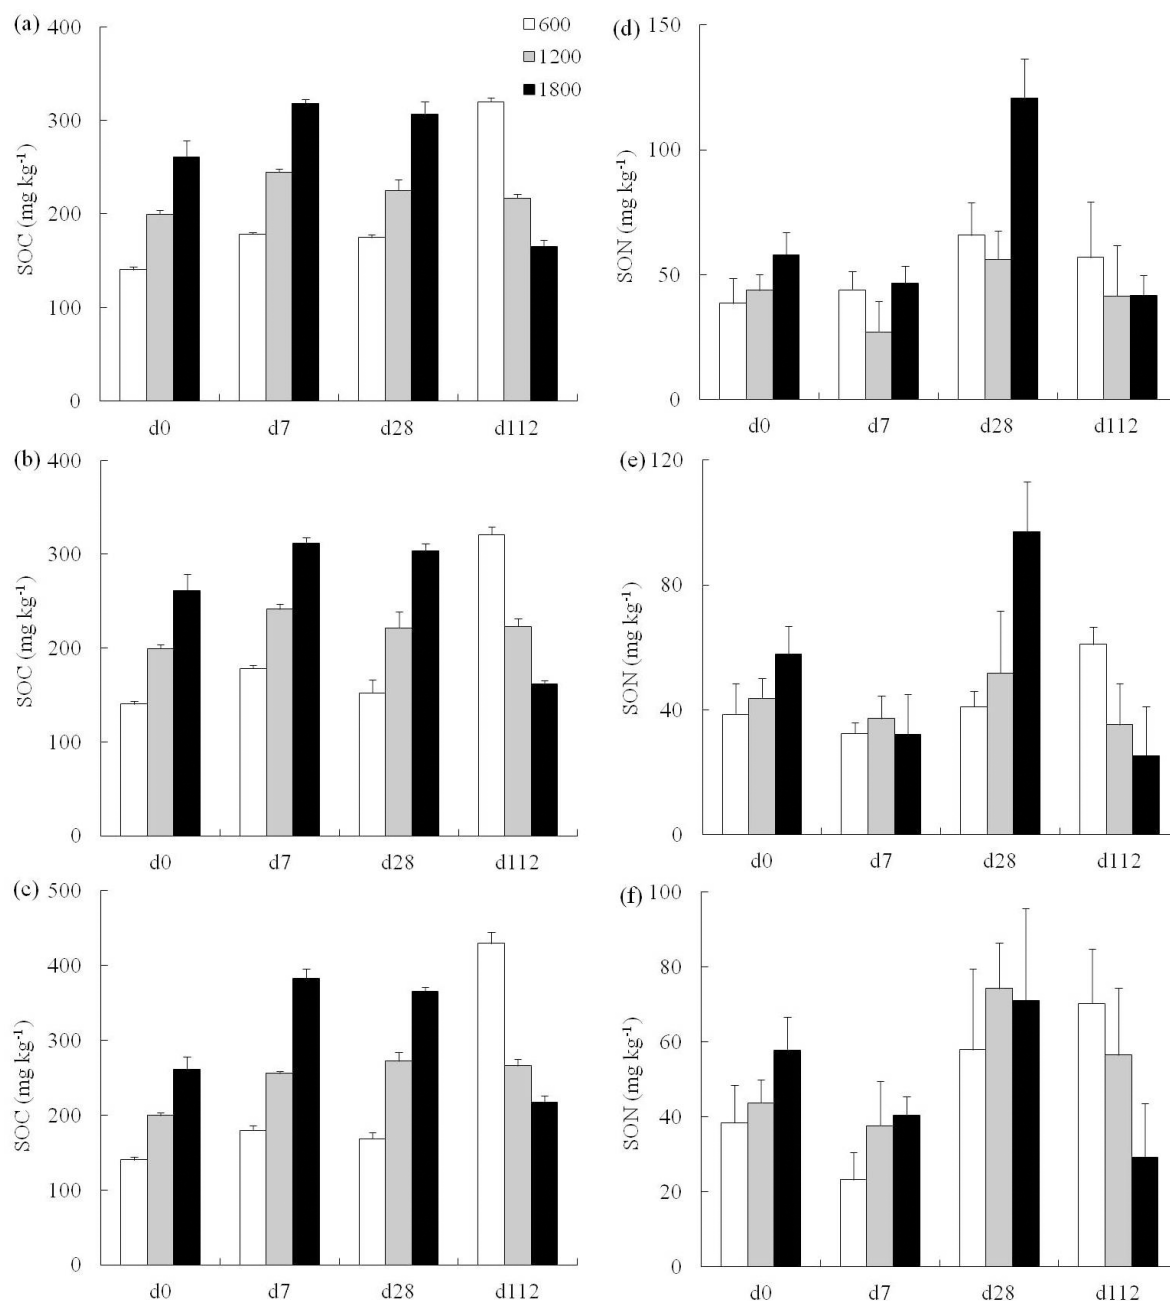 (a)
400
300
200
100
0
SOC (mg kg⁻¹)
600
1200
1800
d0 d7 d28 d112
(d)
150
100
50
0
SON (mg kg⁻¹)
d0 d7 d28 d112
(b)
400
300
200
100
0
SOC (mg kg⁻¹)
d0 d7 d28 d112
(e)
120
80
40
0
SON (mg kg⁻¹)
d0 d7 d28 d112
(c)
500
400
300
200
100
0
SOC (mg kg⁻¹)
d0 d7 d28 d112
(f)
100
80
60
40
20
0
SON (mg kg⁻¹)
d0 d7 d28 d112